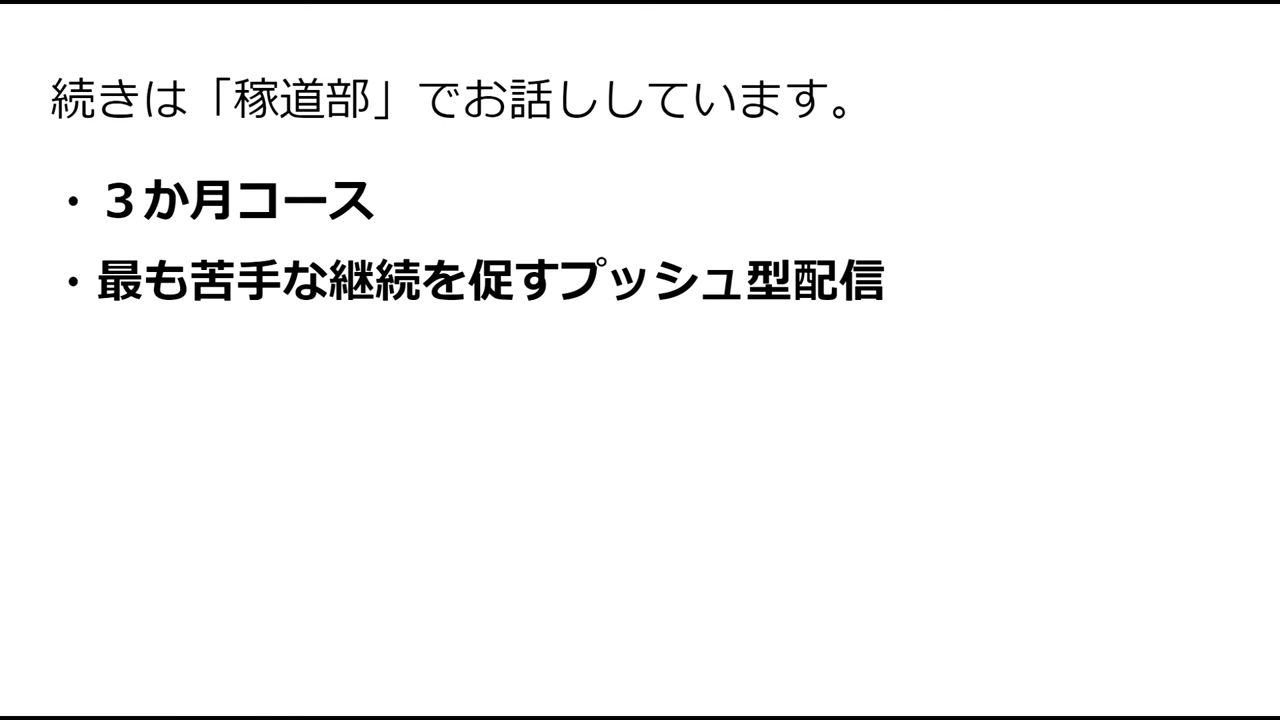 続きは「稼道部」でお話ししています。
・３か月コース
・最も苦手な継続を促すプッシュ型配信